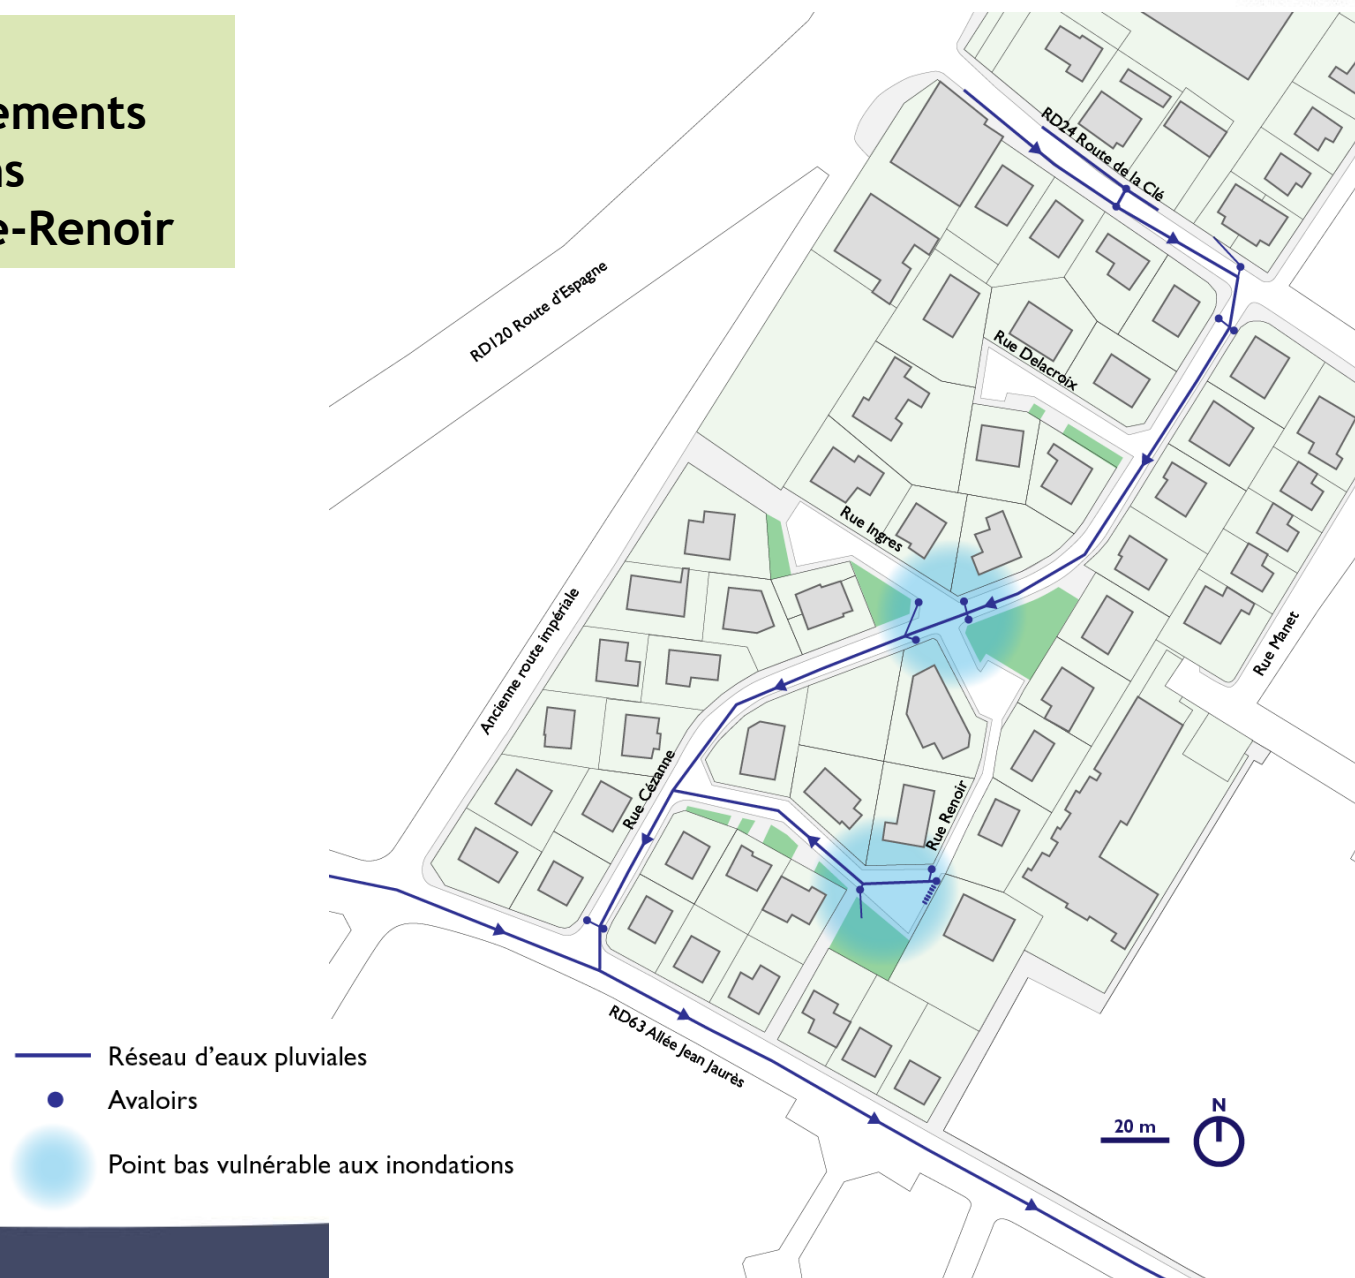 ements
ns
e-Renoir
RD24 Route de la Clé
RD120 Route d'Espagne
Rue Delacroix
Rue Ingres
Ancienne route impériale
Rue Manet
Rue Cézanne
Rue Renoir
RD63 Allée Jean Jaurès
Réseau d'eaux pluviales
Avaloirs
Point bas vulnérable aux inondations
20 m
N